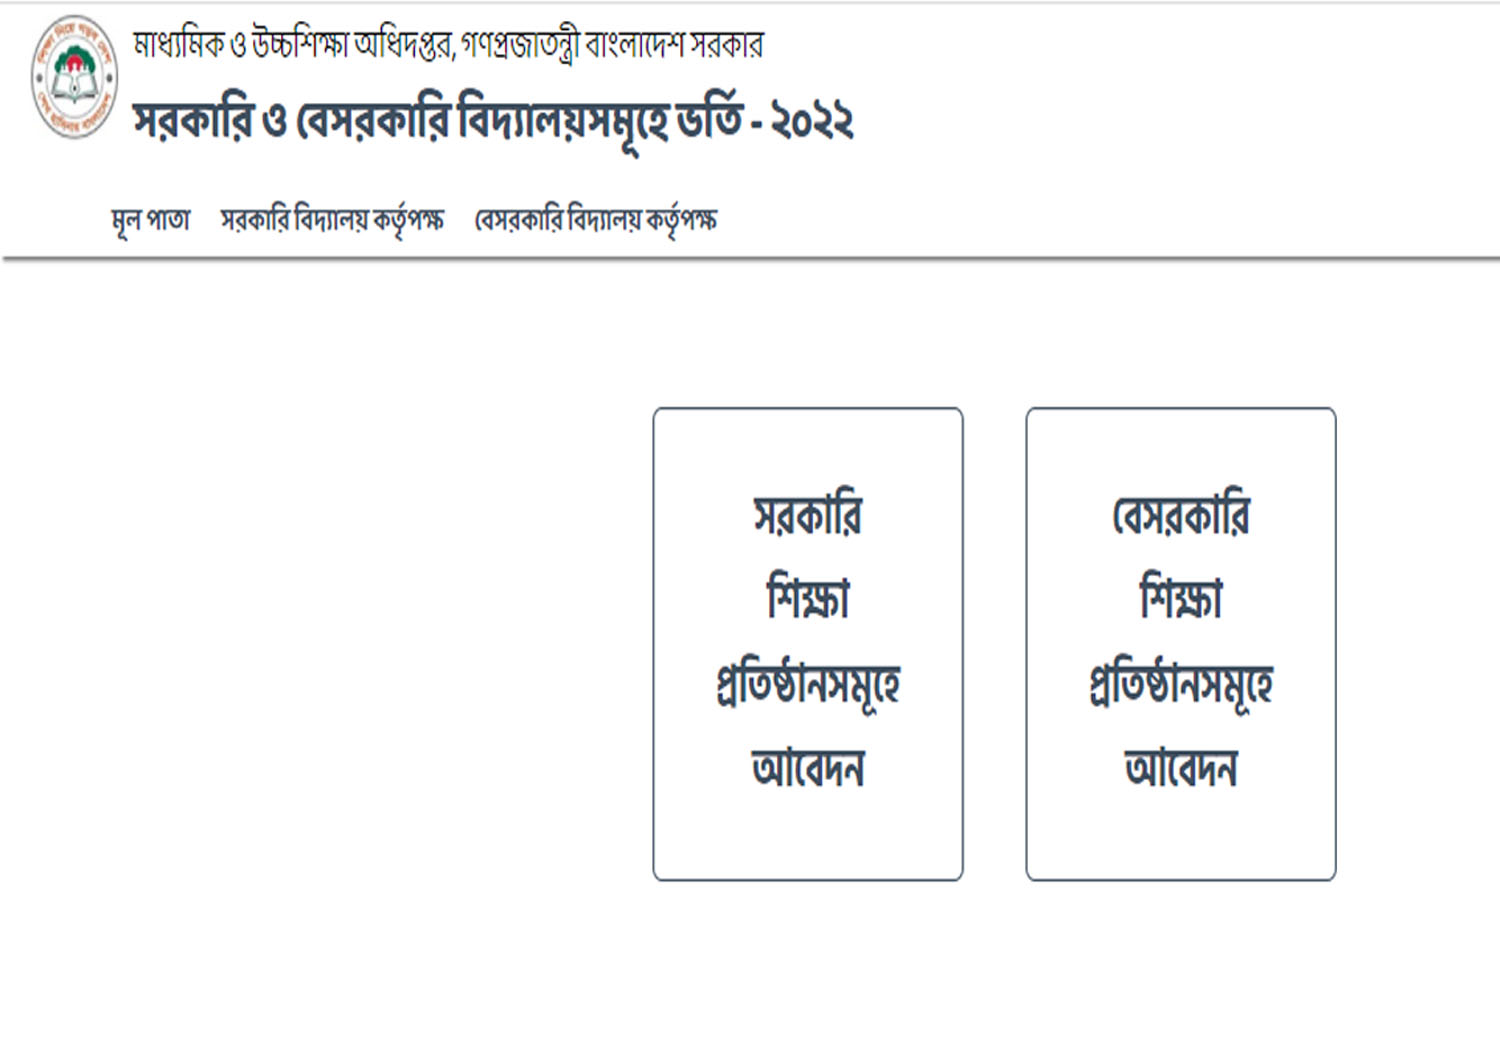 মাধ্যমিক ও উচ্চশিক্ষা অধিদপ্তর, গণপ্রজাতন্ত্রী বাংলাদেশ সরকার
সরকারি ও বেসরকারি বিদ্যালয়সমূহে ভর্তি - ২০২২
মূল পাতা সরকারি বিদ্যালয় কর্তৃপক্ষ বেসরকারি বিদ্যালয় কর্তৃপক্ষ
সরকারি
শিক্ষা
প্রতিষ্ঠানসমূহে
আবেদন
বেসরকারি
শিক্ষা
প্রতিষ্ঠানসমূহে
আবেদন